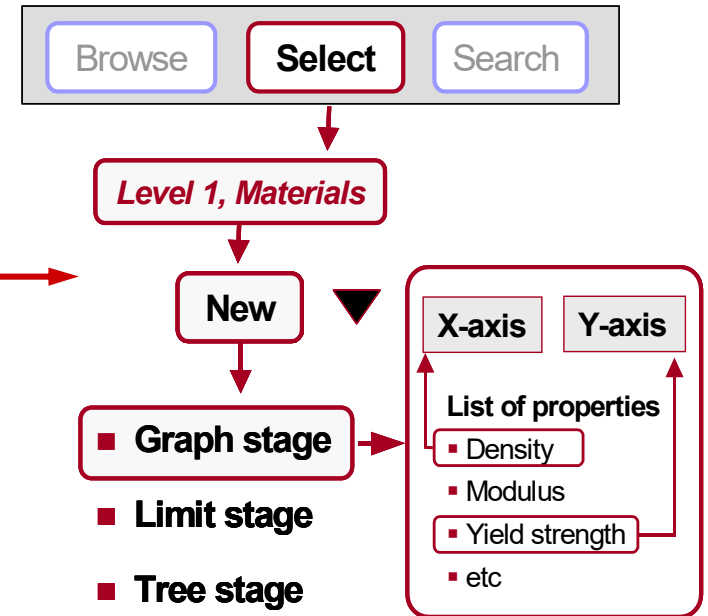 Browse
Select
Search
Level 1, Materials
New
Graph stage
Limit stage
Tree stage
X-axis
Y-axis
List of properties
Density
Modulus
Yield strength
etc